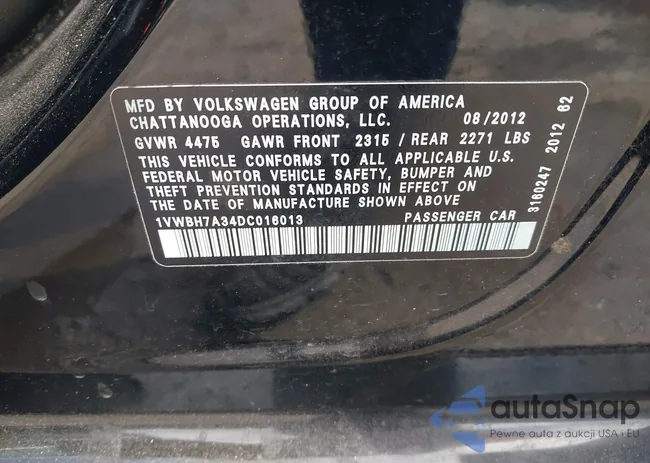 MFD BY VOLKSWAGEN GROUP OF AMERICA
CHATTANOOGA OPERATIONS, LLC. 08/2012
GVWR 4475 GAWR FRONT 2315 / REAR 2271 LBS
THIS VEHICLE CONFORMS TO ALL APPLICABLE U.S.
FEDERAL MOTOR VEHICLE SAFETY, BUMPER AND
THEFT PREVENTION STANDARDS IN EFFECT ON
THE DATE OF MANUFACTURE SHOWN ABOVE
1VWBH7A34DC016013 PASSENGER CAR
3160247 2012 62
autaSnap
Pewne auta z aukcji USA i EU